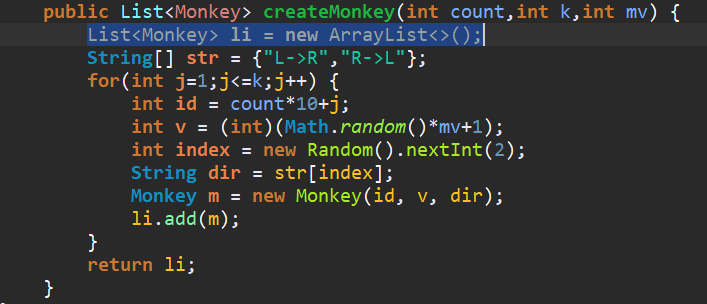 public List<Monkey> createMonkey(int count,int k,int mv) {
List<Monkey> li = new ArrayList<>();
String[] str = {"L->R","R->L"};
for(int j=1;j<=k;j++) {
int id = count*10+j;
int v = (int)(Math.random()*mv+1);
int index = new Random().nextInt(2);
String dir = str[index];
Monkey m = new Monkey(id, v, dir);
li.add(m);
}
return li;
}